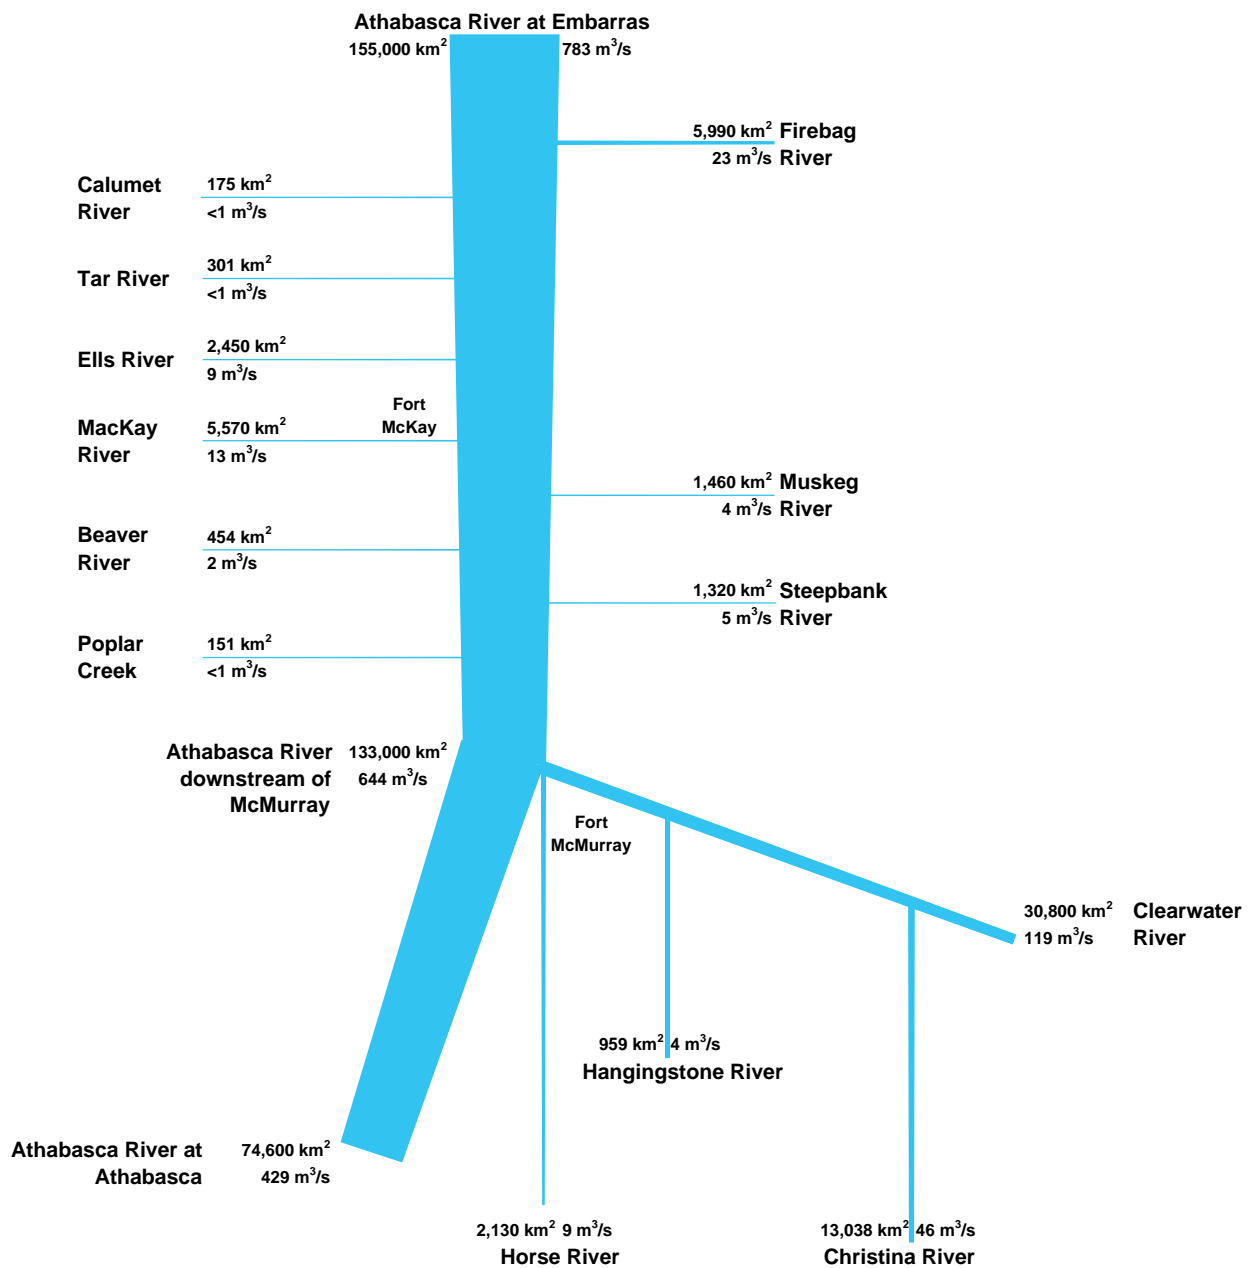 Athabasca River at Embarras
155,000 km² 783 m³/s
5,990 km² Firebag
23 m³/s River
Calumet 175 km²
River <1 m³/s
Tar River 301 km²
<1 m³/s
Ells River 2,450 km²
9 m³/s
Fort
McKay
MacKay 5,570 km²
River 13 m³/s
1,460 km² Muskeg
4 m³/s River
Beaver 454 km²
River 2 m³/s
1,320 km² Steepbank
5 m³/s River
Poplar 151 km²
Creek <1 m³/s
Athabasca River 133,000 km²
downstream of 644 m³/s
McMurray
Fort
McMurray
30,800 km² Clearwater
119 m³/s River
959 km² 4 m³/s
Hangingstone River
Athabasca River at 74,600 km²
Athabasca 429 m³/s
2,130 km² 9 m³/s
Horse River
13,038 km² 46 m³/s
Christina River